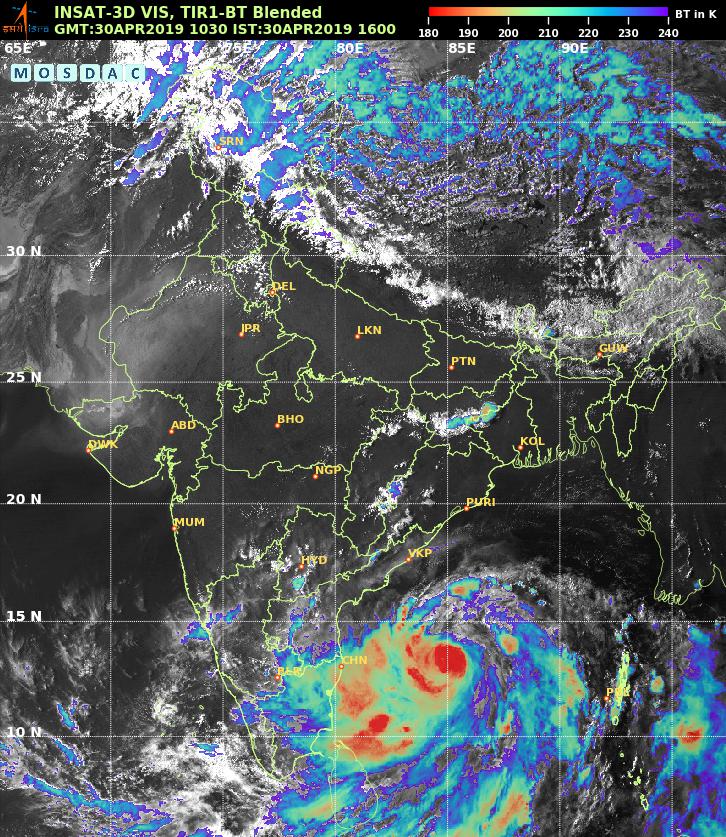 INSAT-3D VIS, TIR1-BT Blended
GMT:30APR2019 1030 IST:30APR2019 1600
BT in K
180 190 200 210 220 230 240
65E 75E 80E 85E 90E
MOSDAC
SRN
30 N
DEL
JPR LKN
GUW
PTN
25 N
ABD BHO
DWK KOL
NGP
20 N PURI
MUM
HYD VKP
15 N
CHN
BLR
10 N